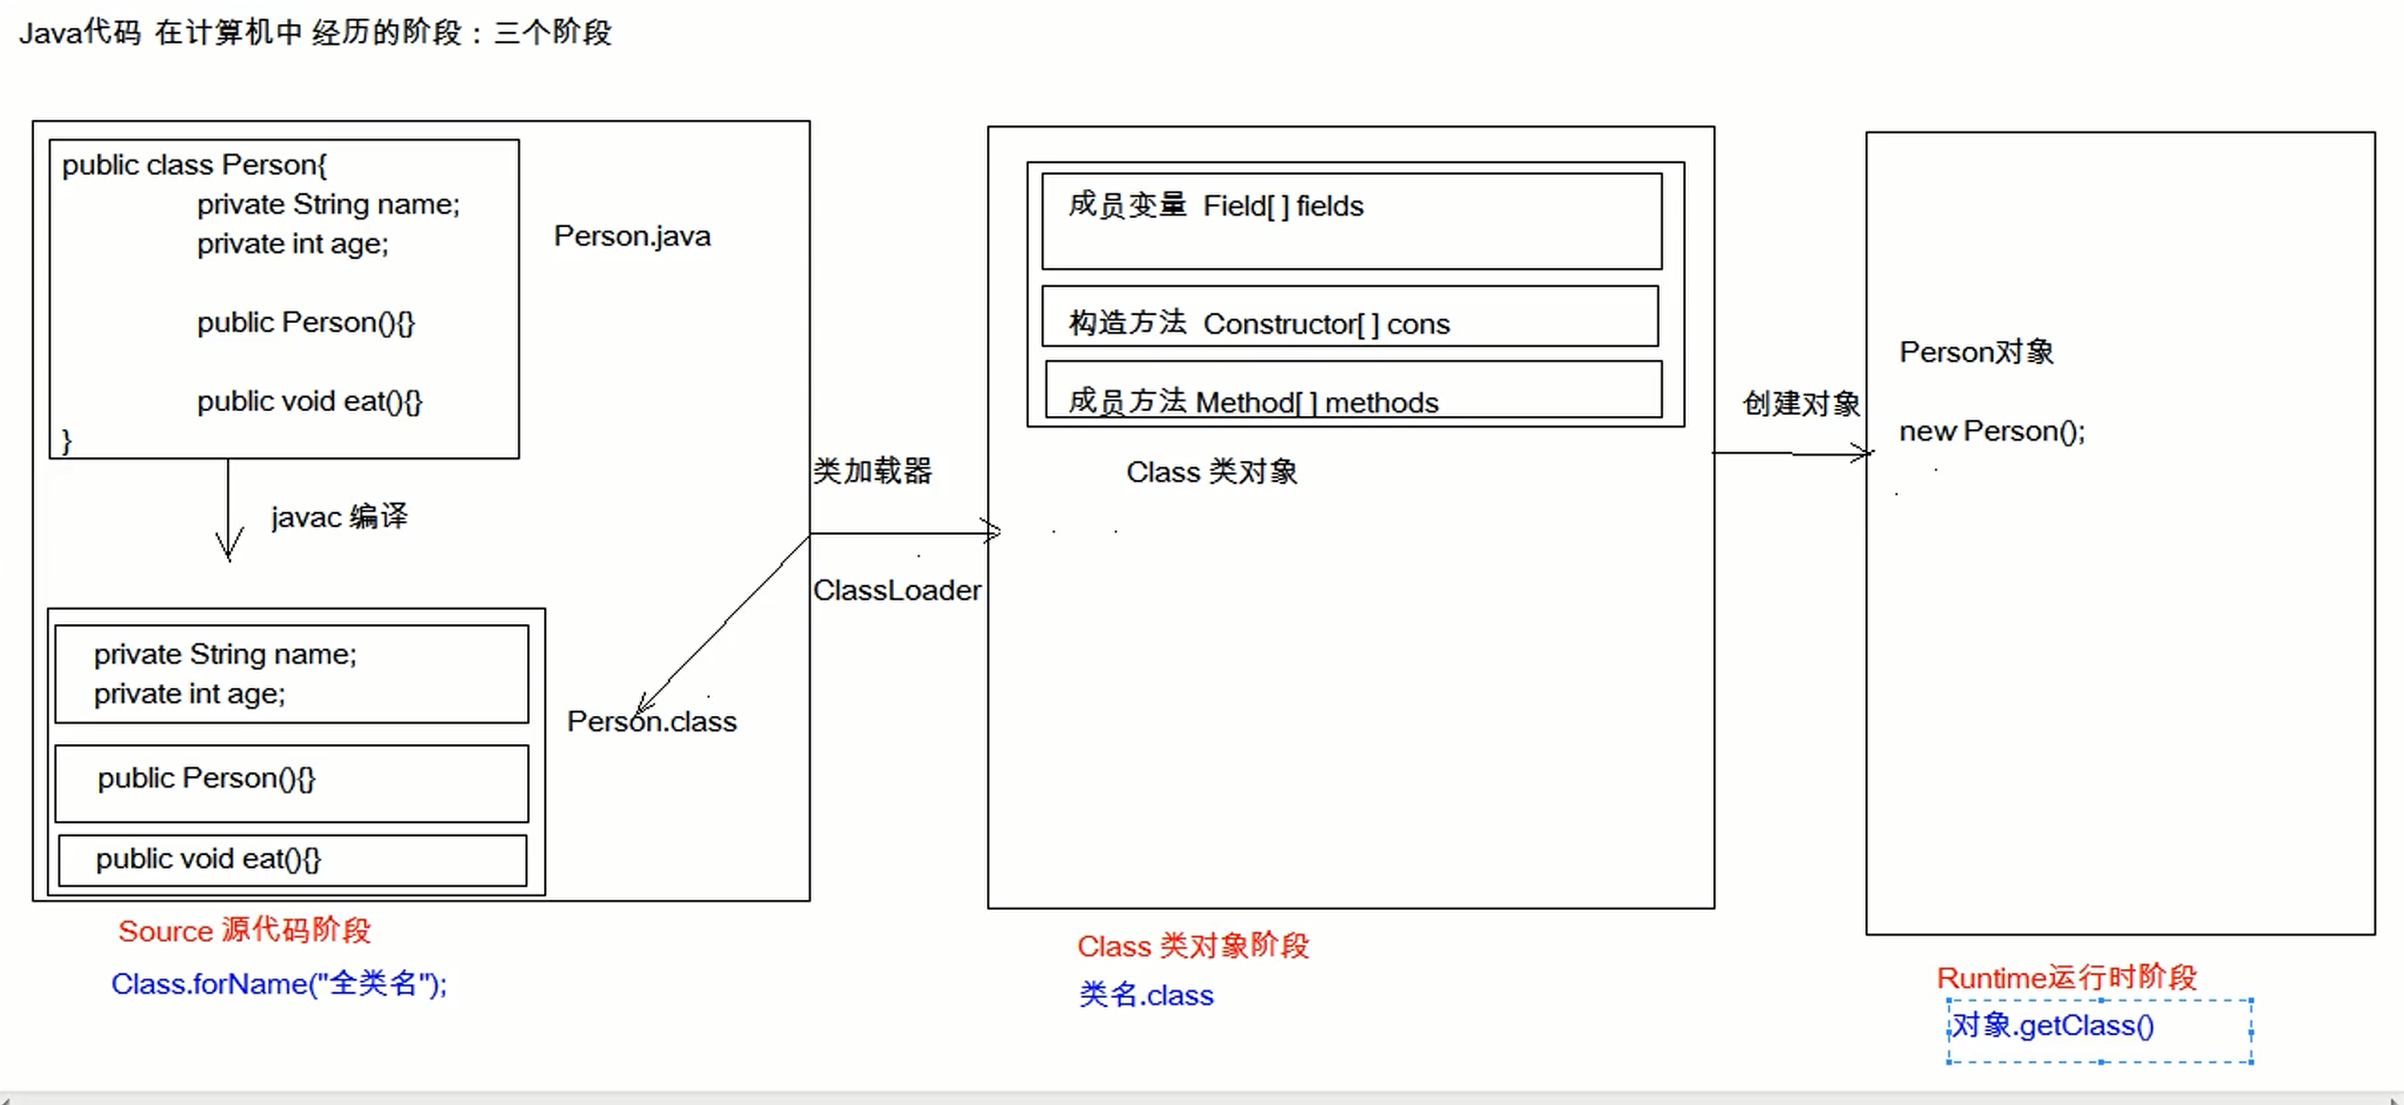 Java代码 在计算机中 经历的阶段：三个阶段
public class Person{
private String name;
private int age;
public Person(){}
public void eat(){}
}
Person.java
javac 编译
private String name;
private int age;
public Person(){}
public void eat(){}
Person.class
Source 源代码阶段
Class.forName("全类名");
类加载器
ClassLoader
成员变量 Field[ ] fields
构造方法 Constructor[ ] cons
成员方法 Method[ ] methods
Class 类对象
Class 类对象阶段
类名.class
创建对象
Person对象
new Person();
Runtime运行时阶段
对象.getClass()